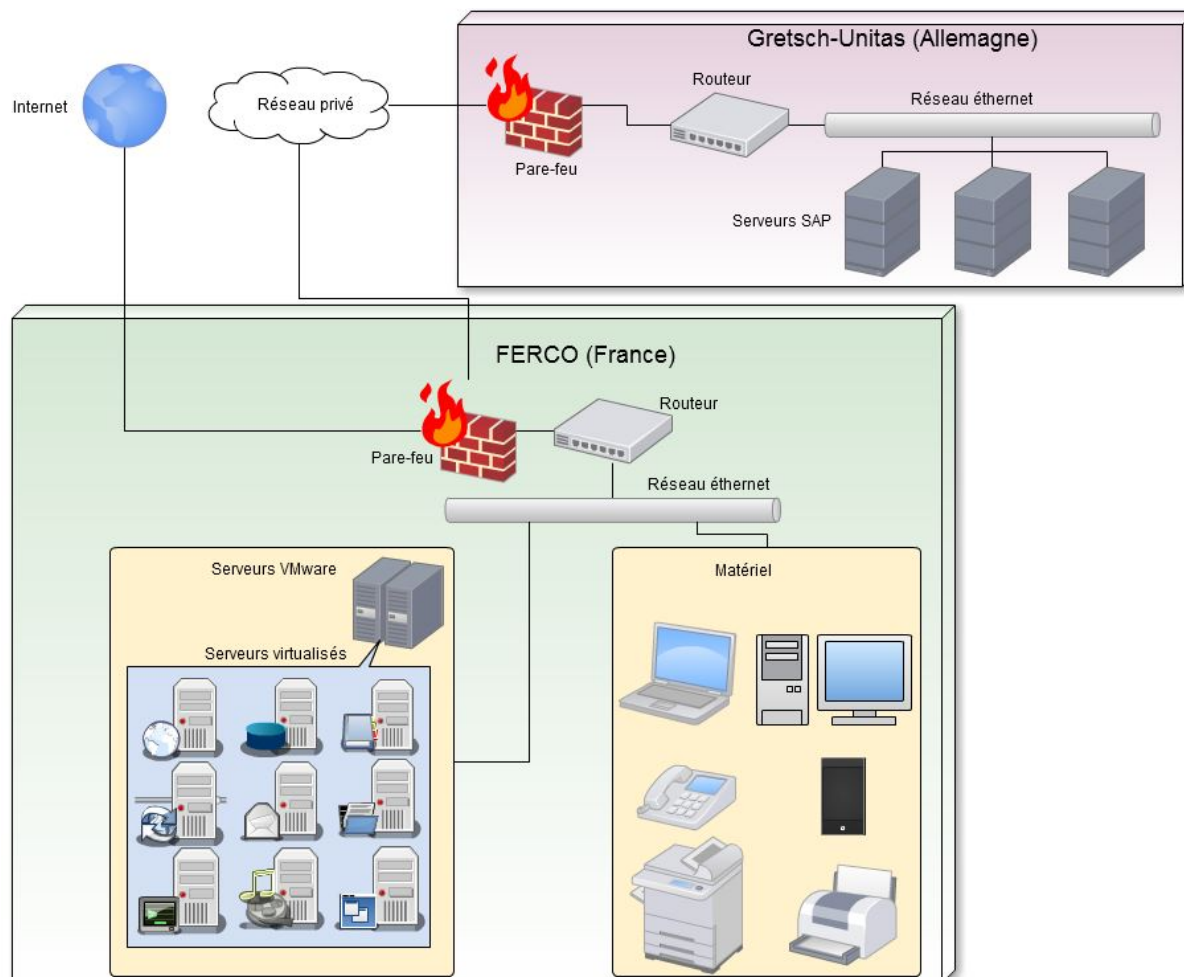 Gretsch-Unitas (Allemagne)
Internet
Réseau privé
Routeur
Réseau éthernet
Pare-feu
Serveurs SAP
FERCO (France)
Routeur
Pare-feu
Réseau éthernet
Serveurs VMware
Serveurs virtualisés
Matériel